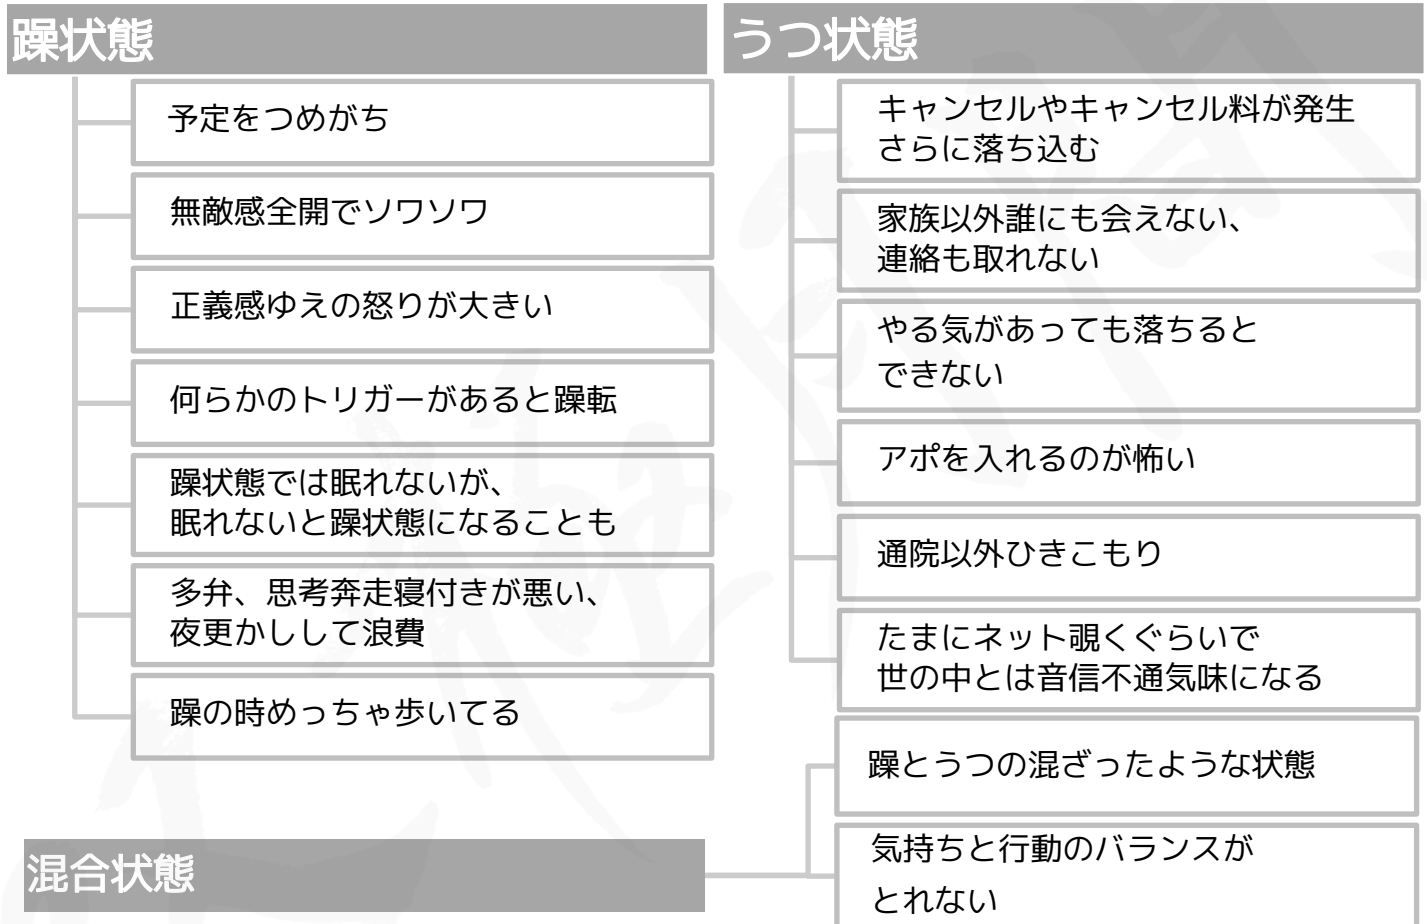 躁状態
予定をつめがち
無敵感全開でソワソワ
正義感ゆえの怒りが大きい
何らかのトリガーがあると躁転
躁状態では眠れないが、
眠れないと躁状態になることも
多弁、思考奔走寝付きが悪い、
夜更かしして浪費
躁の時めっちゃ歩いてる
うつ状態
キャンセルやキャンセル料が発生
さらに落ち込む
家族以外誰にも会えない、
連絡も取れない
やる気があっても落ちると
できない
アポを入れるのが怖い
通院以外ひきこもり
たまにネット覗くぐらいで
世の中とは音信不通気味になる
混合状態
躁とうつの混ざったような状態
気持ちと行動のバランスが
とれない